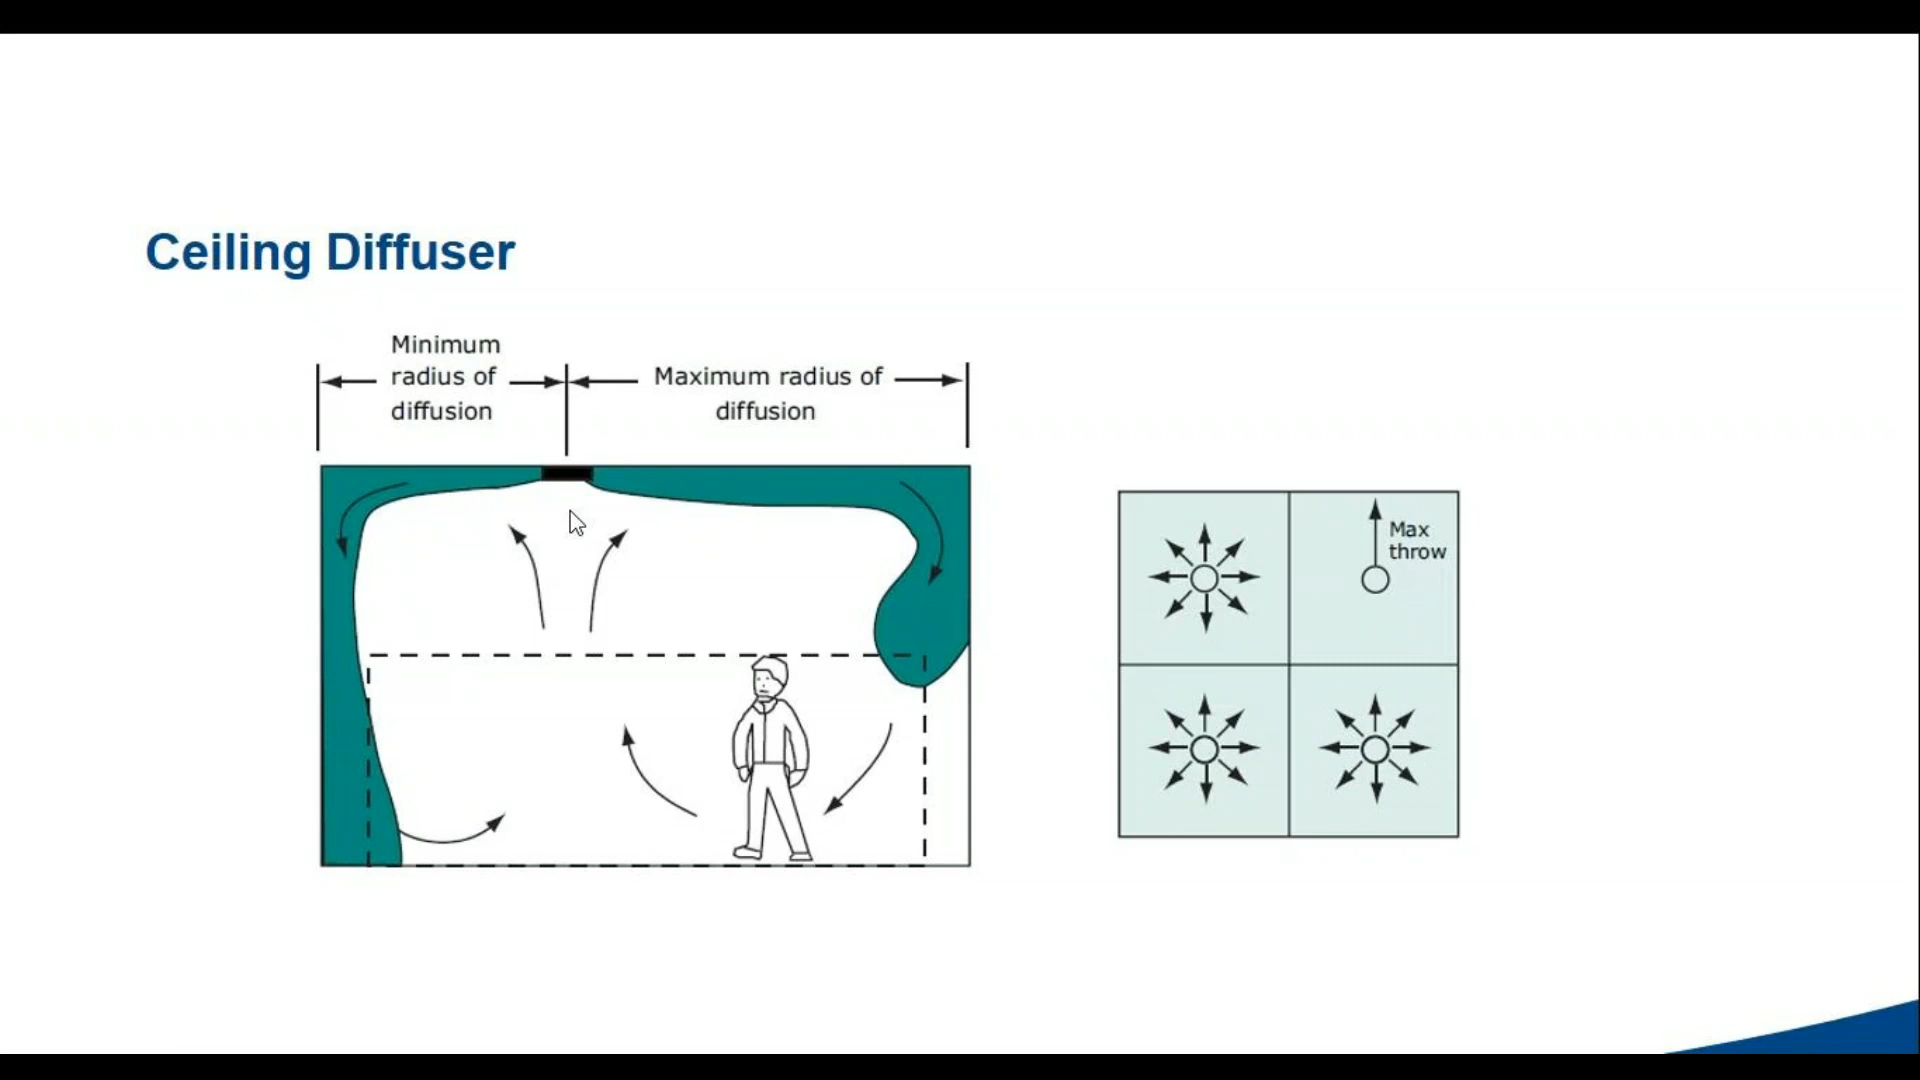 Ceiling Diffuser
Minimum
radius of
diffusion
Maximum radius of
diffusion
Max
throw